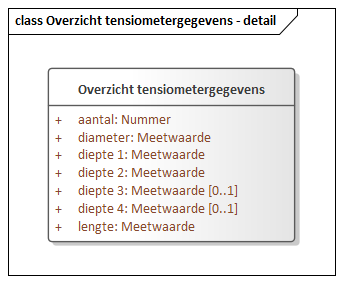 class Overzicht tensiometergegevens - detail
Overzicht tensiometergegevens
+ aantal: Nummer
+ diameter: Meetwaarde
+ diepte 1: Meetwaarde
+ diepte 2: Meetwaarde
+ diepte 3: Meetwaarde [0..1]
+ diepte 4: Meetwaarde [0..1]
+ lengte: Meetwaarde